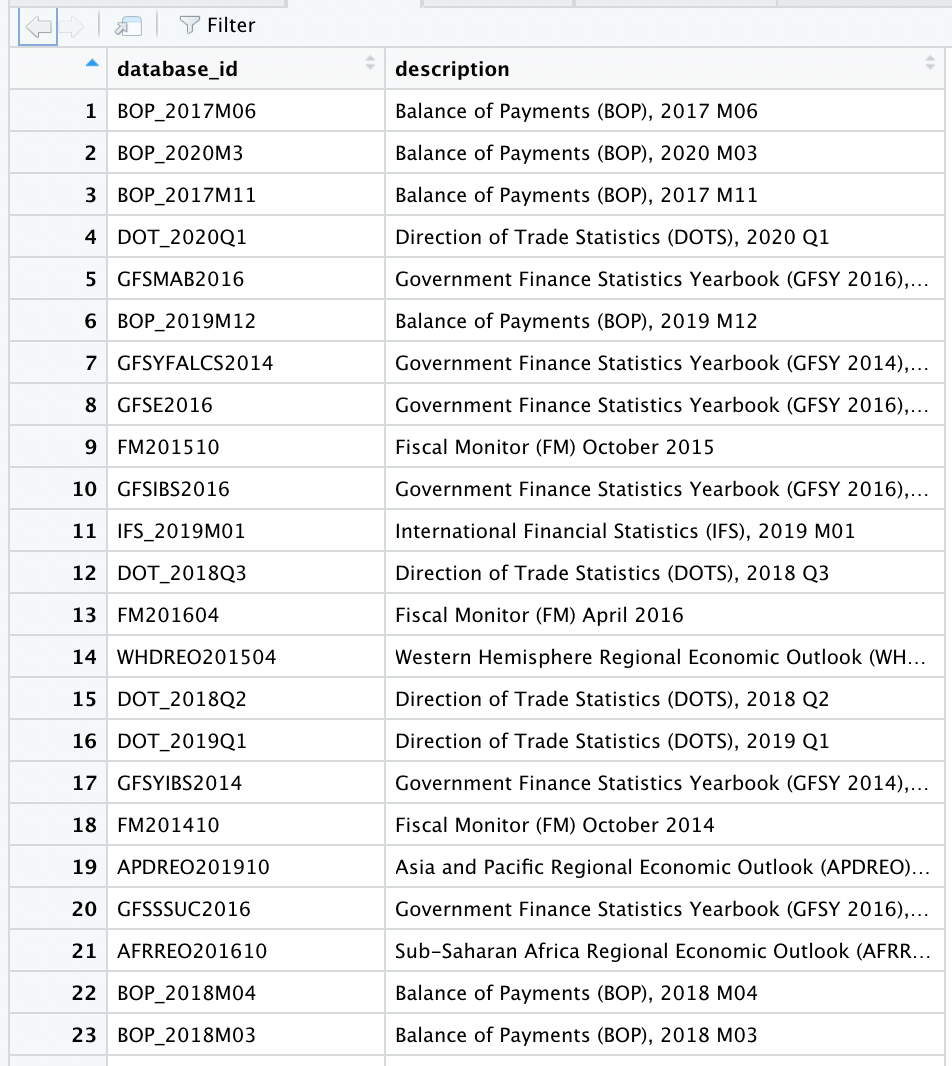 Filter
database_id description
1 BOP_2017M06 Balance of Payments (BOP), 2017 M06
2 BOP_2020M3 Balance of Payments (BOP), 2020 M03
3 BOP_2017M11 Balance of Payments (BOP), 2017 M11
4 DOT_2020Q1 Direction of Trade Statistics (DOTS), 2020 Q1
5 GFSMAB2016 Government Finance Statistics Yearbook (GFSY 2016),...
6 BOP_2019M12 Balance of Payments (BOP), 2019 M12
7 GFSYFALCS2014 Government Finance Statistics Yearbook (GFSY 2014),...
8 GFSE2016 Government Finance Statistics Yearbook (GFSY 2016),...
9 FM201510 Fiscal Monitor (FM) October 2015
10 GFSIBS2016 Government Finance Statistics Yearbook (GFSY 2016),...
11 IFS_2019M01 International Financial Statistics (IFS), 2019 M01
12 DOT_2018Q3 Direction of Trade Statistics (DOTS), 2018 Q3
13 FM201604 Fiscal Monitor (FM) April 2016
14 WHDREO201504 Western Hemisphere Regional Economic Outlook (WH...
15 DOT_2018Q2 Direction of Trade Statistics (DOTS), 2018 Q2
16 DOT_2019Q1 Direction of Trade Statistics (DOTS), 2019 Q1
17 GFSYIBS2014 Government Finance Statistics Yearbook (GFSY 2014),...
18 FM201410 Fiscal Monitor (FM) October 2014
19 APDREO201910 Asia and Pacific Regional Economic Outlook (APDREO)...
20 GFSSSUC2016 Government Finance Statistics Yearbook (GFSY 2016),...
21 AFRREO201610 Sub-Saharan Africa Regional Economic Outlook (AFRR...
22 BOP_2018M04 Balance of Payments (BOP), 2018 M04
23 BOP_2018M03 Balance of Payments (BOP), 2018 M03